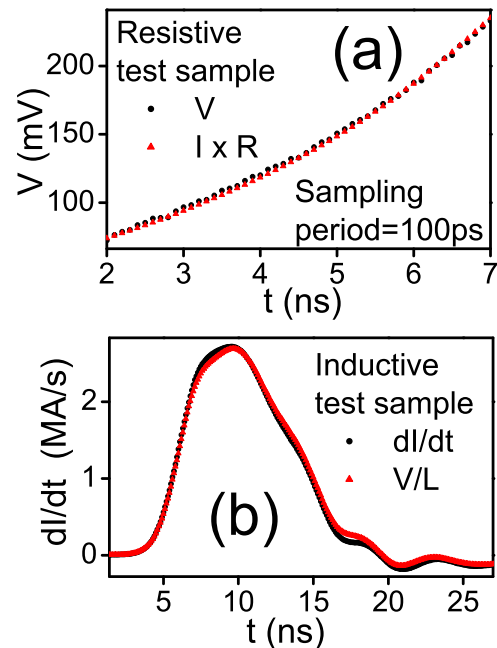 Resistive
test sample
V
I x R
(a)
Sampling
period=100ps
V (mV)
200
150
100
2 3 4 5 6 7
t (ns)
Inductive
test sample
dI/dt
V/L
(b)
dI/dt (MA/s)
2
1
0
5 10 15 20 25
t (ns)